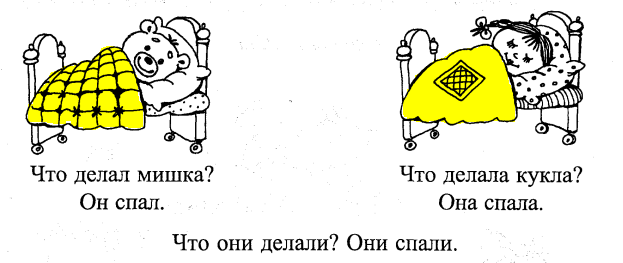 Что делал мишка?
Он спал.
Что делала кукла?
Она спала.
Что они делали? Они спали.